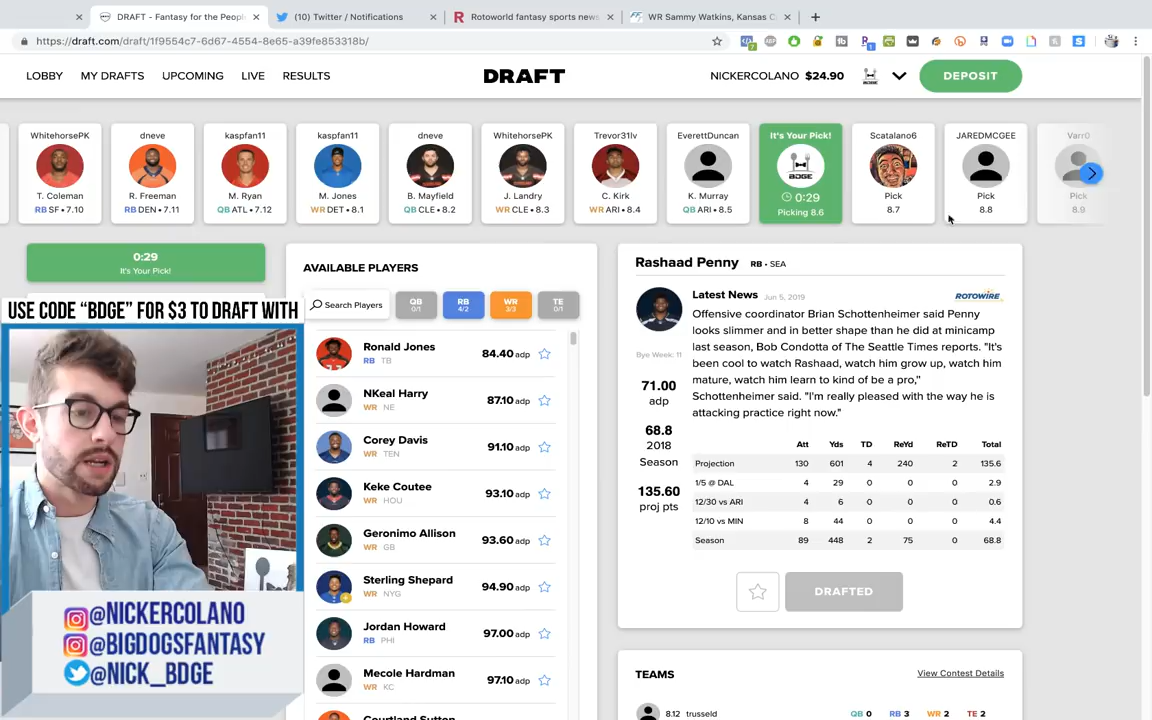 DRAFT - Fantasy for the Peopl
(10) Twitter / Notifications
Rotoworld fantasy sports news
WR Sammy Watkins, Kansas C
https://draft.com/draft/1f9554c7-6d67-4554-8e65-a39fe853318b/
LOBBY
MY DRAFTS
UPCOMING
LIVE
RESULTS
DRAFT
NICKERCOLANO $24.90
DEPOSIT
WhitehorsePK
T. Coleman
RB SF • 7.10
dneve
R. Freeman
RB DEN • 7.11
kaspfan11
M. Ryan
QB ATL • 7.12
kaspfan11
M. Jones
WR DET • 8.1
dneve
B. Mayfield
QB CLE • 8.2
WhitehorsePK
J. Landry
WR CLE • 8.3
Trevor31lv
C. Kirk
WR ARI • 8.4
EverettDuncan
K. Murray
QB ARI • 8.5
It's Your Pick!
BDGE
0:29
Picking 8.6
Scatalano6
Pick
8.7
JAREDMCGEE
Pick
8.8
Varr0
Pick
8.9
0:29
It's Your Pick!
USE CODE "BDGE" FOR $3 TO DRAFT WITH
@NICKERCOLANO
@BIGDOGSFANTASY
@NICK_BDGE
AVAILABLE PLAYERS
Search Players
QB
0/1
RB
4/2
WR
3/3
TE
0/1
Ronald Jones
RB TB
84.40 adp
NKeal Harry
WR NE
87.10 adp
Corey Davis
WR TEN
91.10 adp
Keke Coutee
WR HOU
93.10 adp
Geronimo Allison
WR GB
93.60 adp
Sterling Shepard
WR NYG
94.90 adp
Jordan Howard
RB PHI
97.00 adp
Mecole Hardman
WR KC
97.10 adp
Rashaad Penny RB • SEA
Latest News Jun 5, 2019
ROTOWIRE
Offensive coordinator Brian Schottenheimer said Penny
looks slimmer and in better shape than he did at minicamp
last season, Bob Condotta of The Seattle Times reports. "It's
been cool to watch Rashaad, watch him grow up, watch him
mature, watch him learn to kind of be a pro,"
Schottenheimer said. "I'm really pleased with the way he is
attacking practice right now."
Bye Week: 11
71.00
adp
68.8
2018
Season
135.60
proj pts
Att Yds TD ReYd ReTD Total
Projection 130 601 4 240 2 135.6
1/5 @ DAL 4 29 0 0 0 2.9
12/30 vs ARI 4 6 0 0 0 0.6
12/10 vs MIN 8 44 0 0 0 4.4
Season 89 448 2 75 0 68.8
DRAFTED
TEAMS
View Contest Details
8.12 trusseld
QB 0 RB 3 WR 2 TE 2